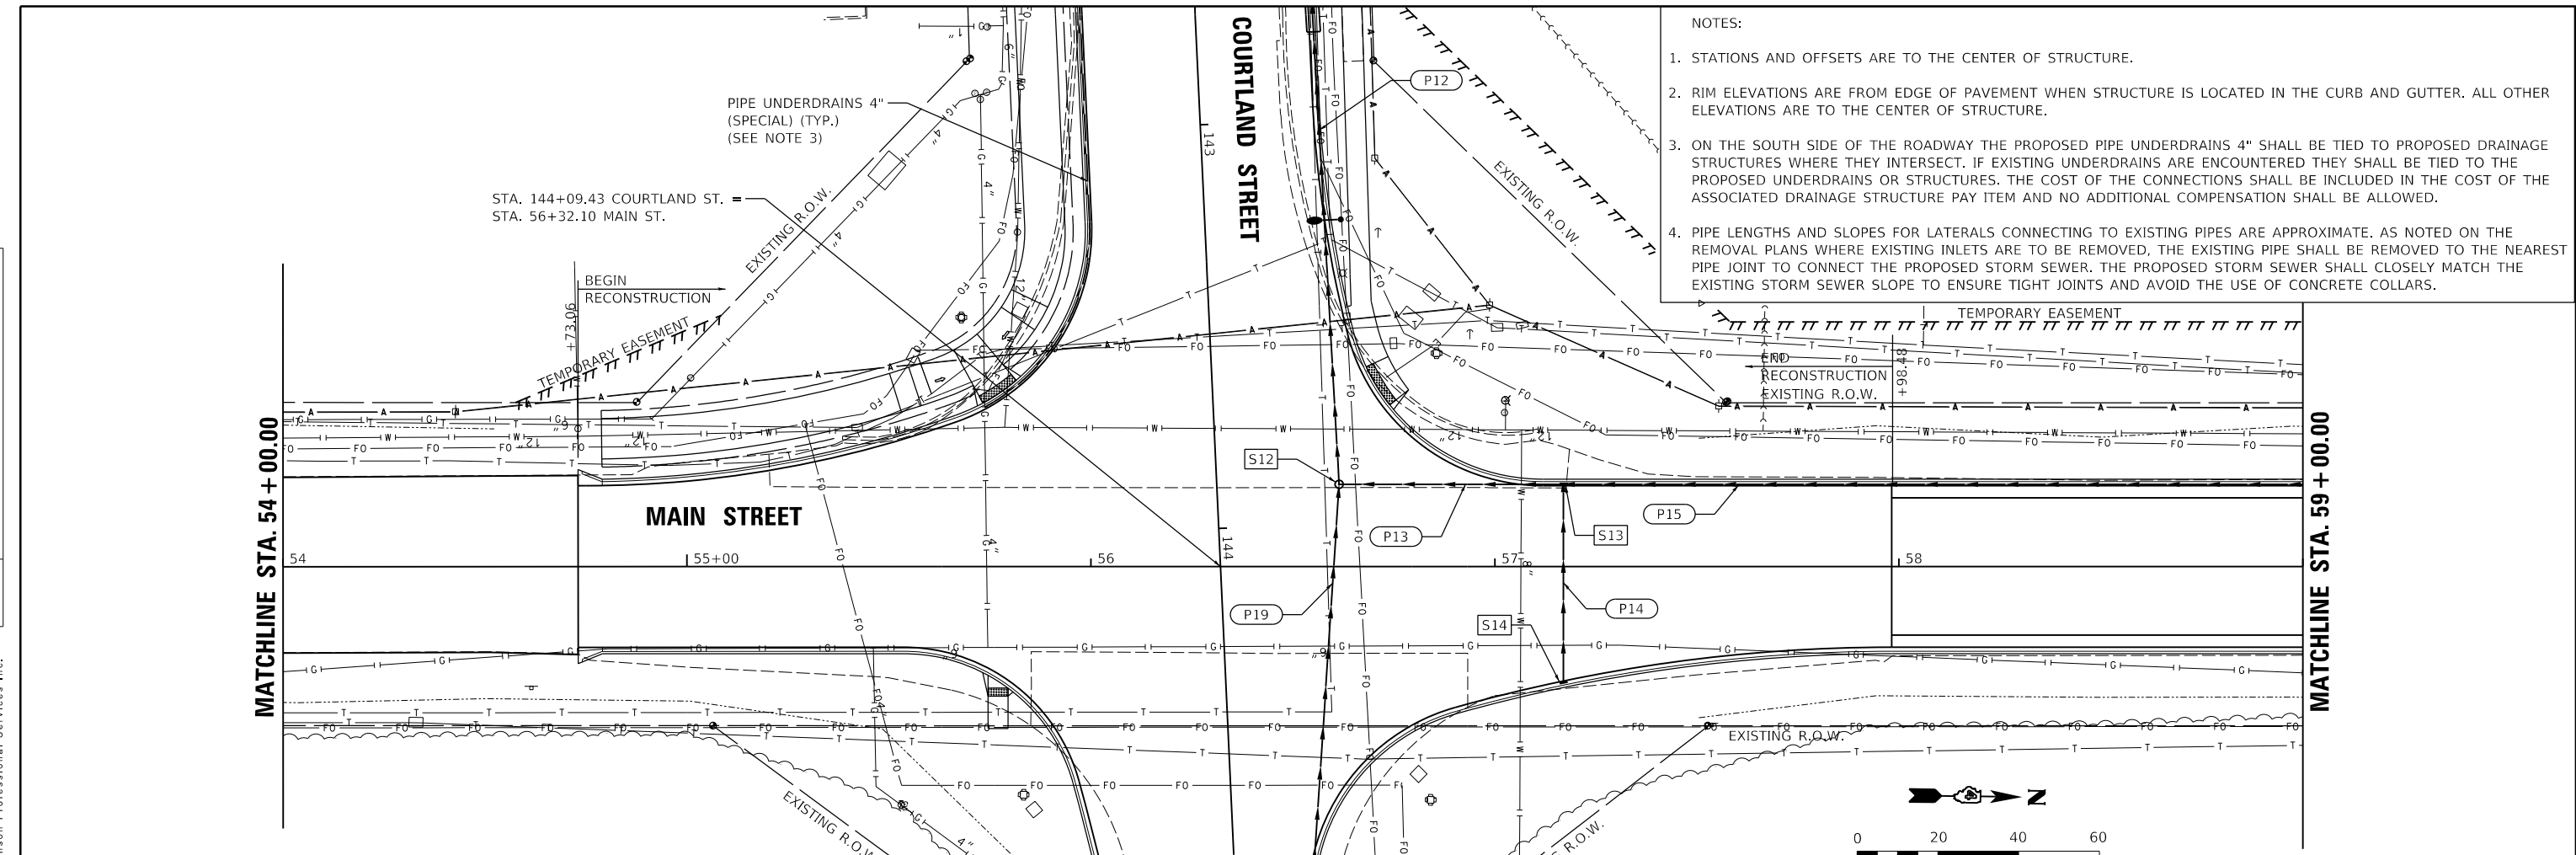 NOTES:
1. STATIONS AND OFFSETS ARE TO THE CENTER OF STRUCTURE.
2. RIM ELEVATIONS ARE FROM EDGE OF PAVEMENT WHEN STRUCTURE IS LOCATED IN THE CURB AND GUTTER. ALL OTHER
ELEVATIONS ARE TO THE CENTER OF STRUCTURE.
3. ON THE SOUTH SIDE OF THE ROADWAY THE PROPOSED PIPE UNDERDRAINS 4" SHALL BE TIED TO PROPOSED DRAINAGE
STRUCTURES WHERE THEY INTERSECT. IF EXISTING UNDERDRAINS ARE ENCOUNTERED THEY SHALL BE TIED TO THE
PROPOSED UNDERDRAINS OR STRUCTURES. THE COST OF THE CONNECTIONS SHALL BE INCLUDED IN THE COST OF THE
ASSOCIATED DRAINAGE STRUCTURE PAY ITEM AND NO ADDITIONAL COMPENSATION SHALL BE ALLOWED.
4. PIPE LENGTHS AND SLOPES FOR LATERALS CONNECTING TO EXISTING PIPES ARE APPROXIMATE. AS NOTED ON THE
REMOVAL PLANS WHERE EXISTING INLETS ARE TO BE REMOVED, THE EXISTING PIPE SHALL BE REMOVED TO THE NEAREST
PIPE JOINT TO CONNECT THE PROPOSED STORM SEWER. THE PROPOSED STORM SEWER SHALL CLOSELY MATCH THE
EXISTING STORM SEWER SLOPE TO ENSURE TIGHT JOINTS AND AVOID THE USE OF CONCRETE COLLARS.
COURTLAND STREET
143
144
P12
PIPE UNDERDRAINS 4"
(SPECIAL) (TYP.)
(SEE NOTE 3)
STA. 144+09.43 COURTLAND ST. =
STA. 56+32.10 MAIN ST.
EXISTING R.O.W.
EXISTING R.O.W.
BEGIN
RECONSTRUCTION
+73.06
TEMPORARY EASEMENT
TEMPORARY EASEMENT
END
RECONSTRUCTION
EXISTING R.O.W.
+98.48
MATCHLINE STA. 54+00.00
MATCHLINE STA. 59+00.00
MAIN STREET
S12
P13
P15
S13
54
55+00
56
57
58
P19
P14
S14
EXISTING R.O.W.
EXISTING R.O.W.
R.O.W.
N
0 20 40 60